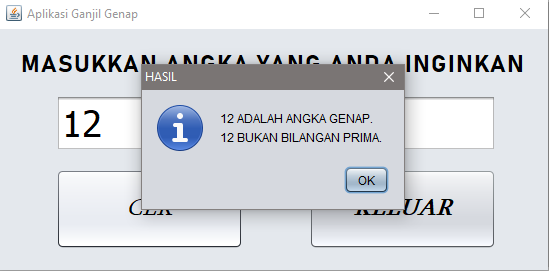 Aplikasi Ganjil Genap
MASUKKAN ANGKA YANG ANDA INGINKAN
12
HASIL
12 ADALAH ANGKA GENAP.
12 BUKAN BILANGAN PRIMA.
OK
CEK
KELUAR